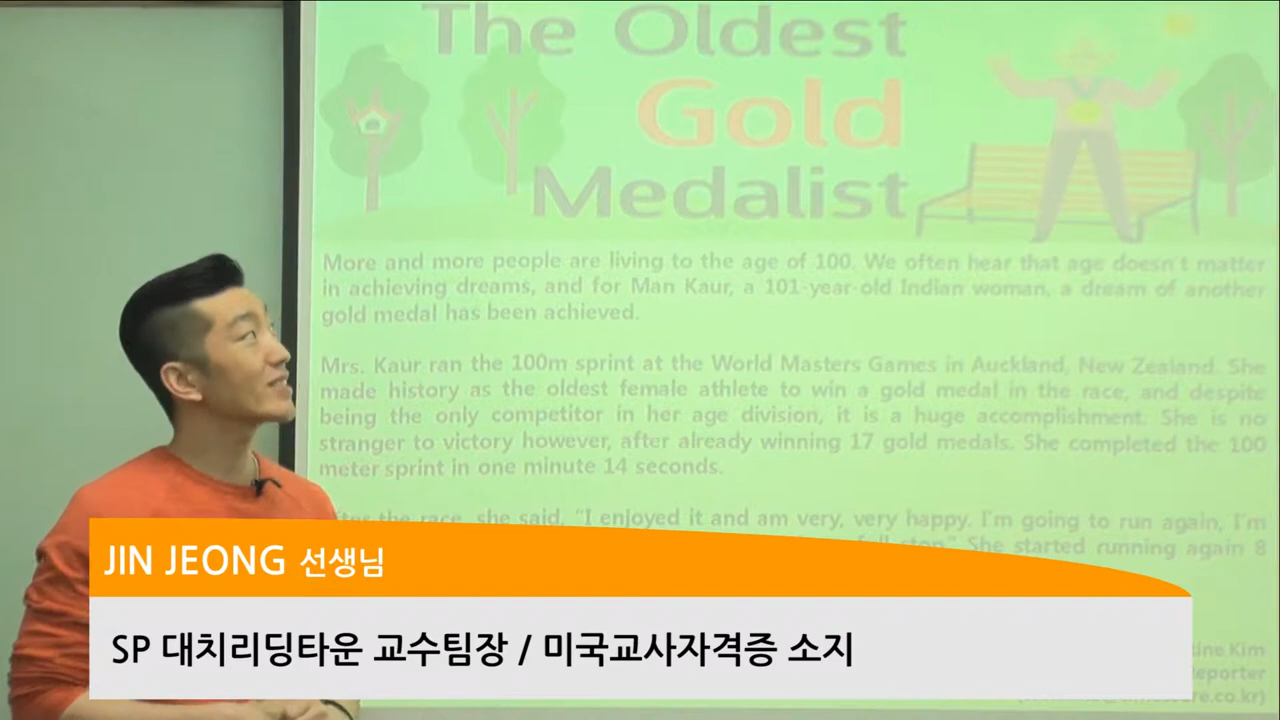 The Oldest
Gold
Medalist
More and more people are living to the age of 100. We often hear that age doesn't matter
in achieving dreams, and for Man Kaur, a 101-year-old Indian woman, a dream of another
gold medal has been achieved.
Mrs. Kaur ran the 100m sprint at the World Masters Games in Auckland, New Zealand. She
made history as the oldest female athlete to win a gold medal in the race, and despite
being the only competitor in her age division, it is a huge accomplishment. She is no
stranger to victory however, after already winning 17 gold medals. She completed the 100
meter sprint in one minute 14 seconds.
the race, she said, "I enjoyed it and am very, very happy. I'm going to run again, I'm
stop." She started running again 8
Kim
JIN JEONG 선생님
SP 대치리딩타운 교수팀장 / 미국교사자격증 소지